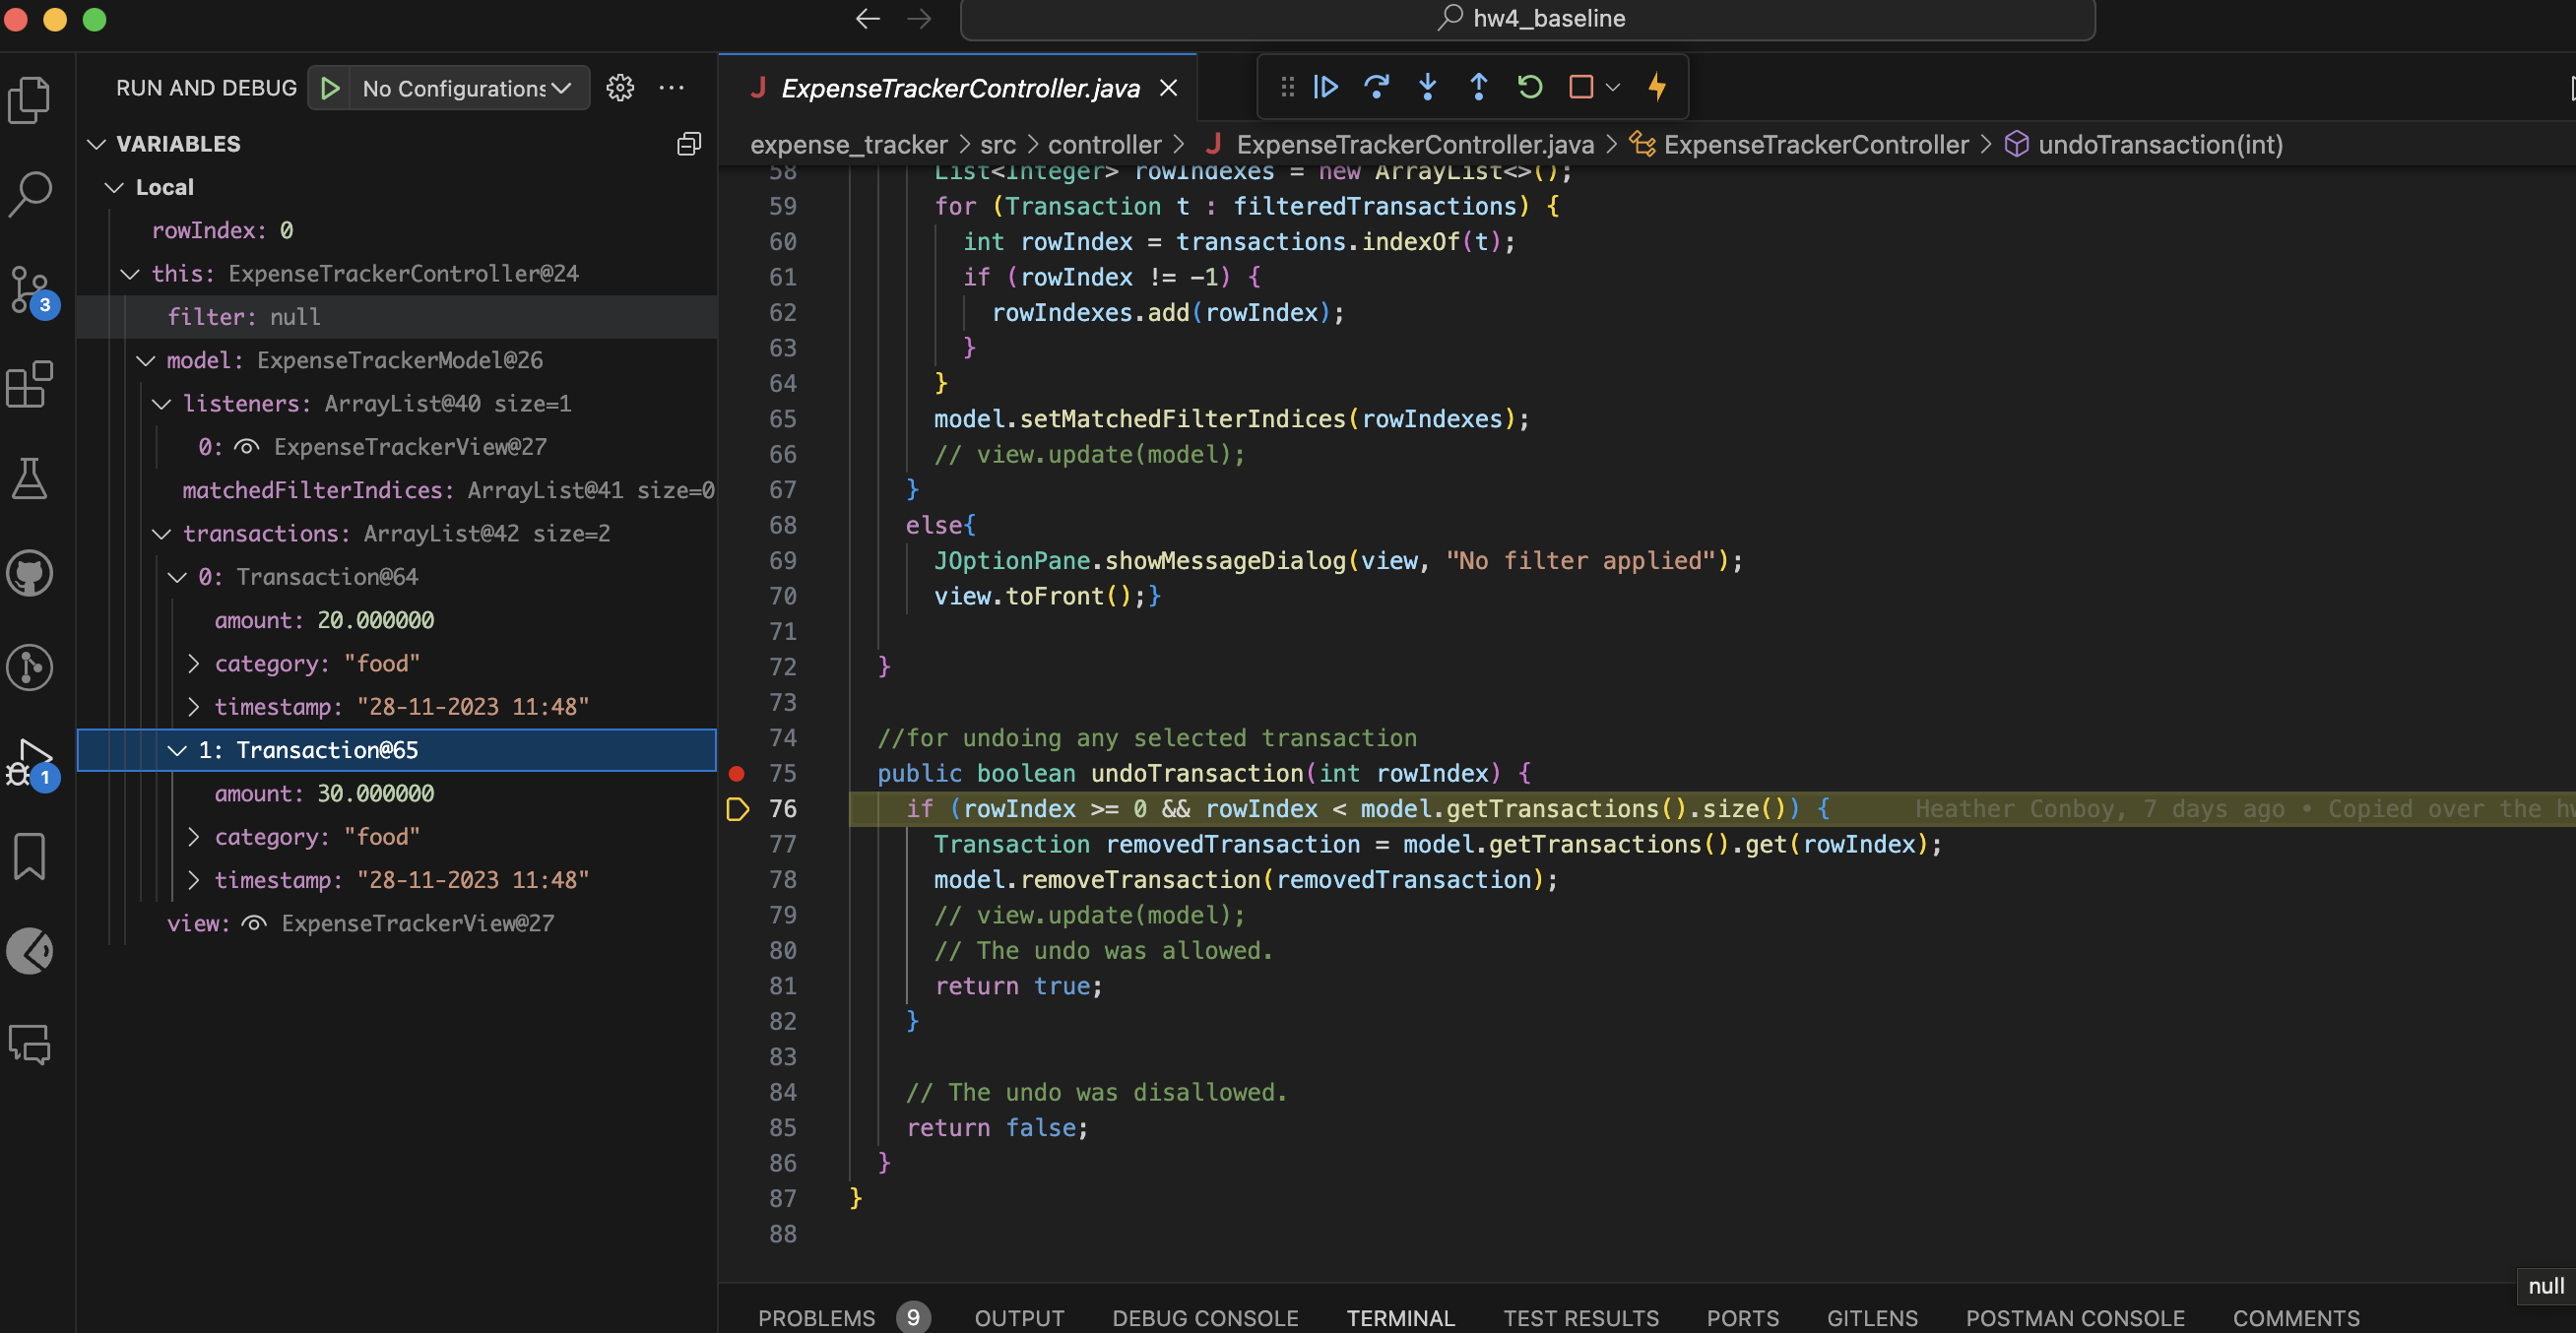 hw4_baseline
RUN AND DEBUG
No Configurations
VARIABLES
Local
rowIndex: 0
this: ExpenseTrackerController@24
filter: null
model: ExpenseTrackerModel@26
listeners: ArrayList@40 size=1
0: ExpenseTrackerView@27
matchedFilterIndices: ArrayList@41 size=0
transactions: ArrayList@42 size=2
0: Transaction@64
amount: 20.000000
category: "food"
timestamp: "28-11-2023 11:48"
1: Transaction@65
amount: 30.000000
category: "food"
timestamp: "28-11-2023 11:48"
view: ExpenseTrackerView@27
3
1
J ExpenseTrackerController.java
expense_tracker > src > controller > J ExpenseTrackerController.java > ExpenseTrackerController > undoTransaction(int)
58 List<Integer> rowIndexes = new ArrayList<>();
59 for (Transaction t : filteredTransactions) {
60 int rowIndex = transactions.indexOf(t);
61 if (rowIndex != -1) {
62 rowIndexes.add(rowIndex);
63 }
64 }
65 model.setMatchedFilterIndices(rowIndexes);
66 // view.update(model);
67 }
68 else{
69 JOptionPane.showMessageDialog(view, "No filter applied");
70 view.toFront();}
71
72 }
73
74 //for undoing any selected transaction
75 public boolean undoTransaction(int rowIndex) {
76 if (rowIndex >= 0 && rowIndex < model.getTransactions().size()) { Heather Conboy, 7 days ago • Copied over the
77 Transaction removedTransaction = model.getTransactions().get(rowIndex);
78 model.removeTransaction(removedTransaction);
79 // view.update(model);
80 // The undo was allowed.
81 return true;
82 }
83
84 // The undo was disallowed.
85 return false;
86 }
87 }
88
null
PROBLEMS 9 OUTPUT DEBUG CONSOLE TERMINAL TEST RESULTS PORTS GITLENS POSTMAN CONSOLE COMMENTS